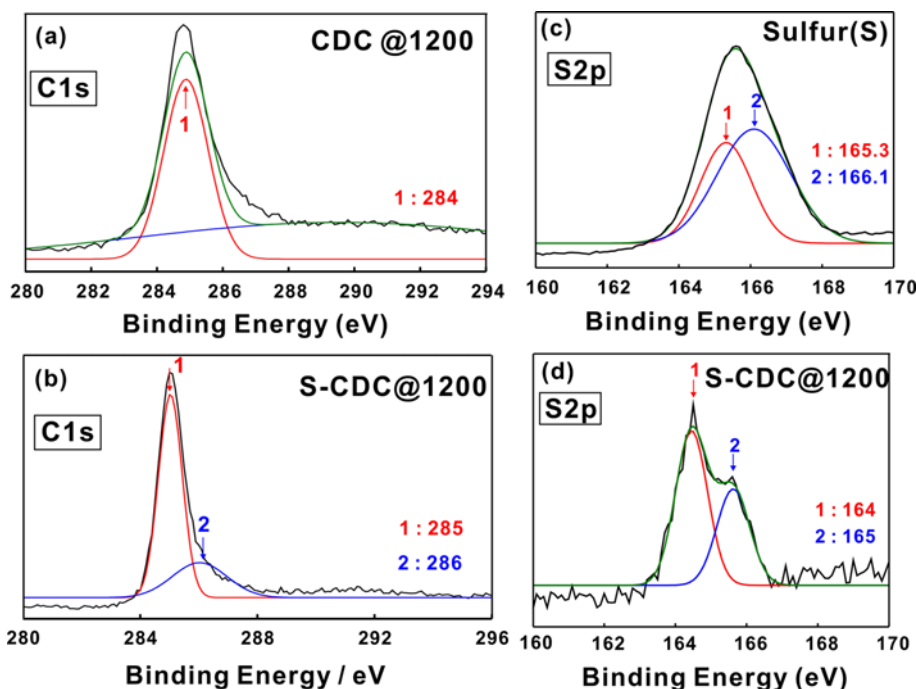 (a)
CDC @1200
C1s
1
1 : 284
280 282 284 286 288 290 292 294
Binding Energy (eV)
(c)
Sulfur(S)
S2p
1
2
1 : 165.3
2 : 166.1
160 162 164 166 168 170
Binding Energy (eV)
(b)
S-CDC@1200
C1s
1
2
1 : 285
2 : 286
280 284 288 292 296
Binding Energy / eV
(d)
S-CDC@1200
S2p
1
2
1 : 164
2 : 165
160 162 164 166 168 170
Binding Energy (eV)